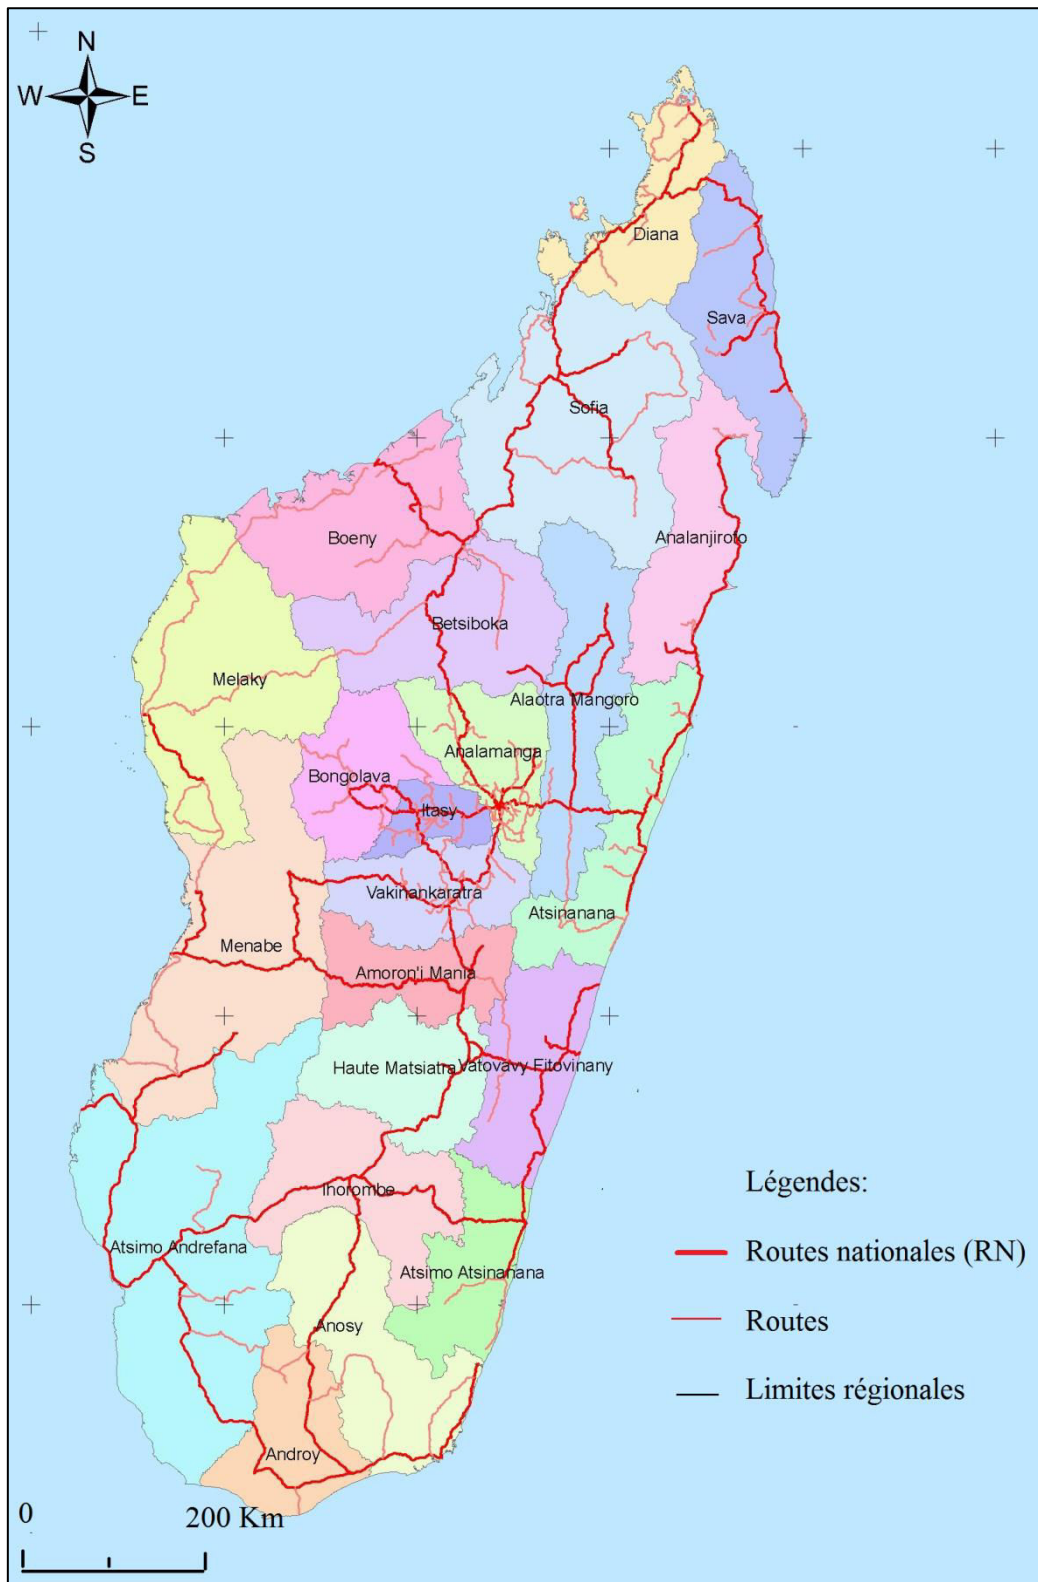 N
W E
S
Diana
Sava
Sofia
Boeny
Analanjirofo
Betsiboka
Melaky
Alaotra Mangoro
Analamanga
Bongolava
Itasy
Vakinankaratra
Atsinanana
Menabe
Amoron'i Mania
Haute Matsiatra
Vatovavy Fitovinany
Ihorombe
Atsimo Andrefana
Atsimo Atsinanana
Anosy
Androy
Légendes:
Routes nationales (RN)
Routes
Limites régionales
0 200 Km